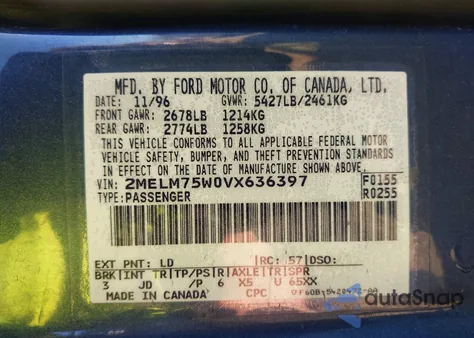 MFD. BY FORD MOTOR CO. OF CANADA, LTD.
DATE: 11/96 GVWR: 5427LB/2461KG
FRONT GAWR: 2678LB 1214KG
REAR GAWR: 2774LB 1258KG
THIS VEHICLE CONFORMS TO ALL APPLICABLE FEDERAL MOTOR
VEHICLE SAFETY, BUMPER, AND THEFT PREVENTION STANDARDS
IN EFFECT ON THE DATE OF MANUFACTURE SHOWN ABOVE.
VIN: 2MELM75W0VX636397 F0155
TYPE: PASSENGER R0255
EXT PNT: LD |RC: 57|DSO:
BRK|INT TR|TP/PS|R|AXLE|TR|SPR
3 JD /P 6 X5 U 65XX
MADE IN CANADA CPC
autoSnap